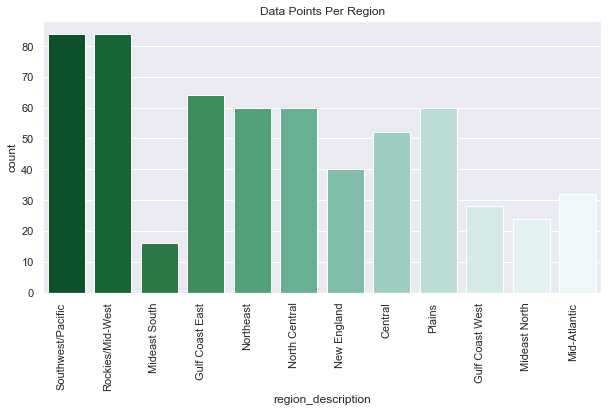 Data Points Per Region
count
80
70
60
50
40
30
20
10
0
Southwest/Pacific
Rockies/Mid-West
Mideast South
Gulf Coast East
Northeast
North Central
New England
Central
Plains
Gulf Coast West
Mideast North
Mid-Atlantic
region_description